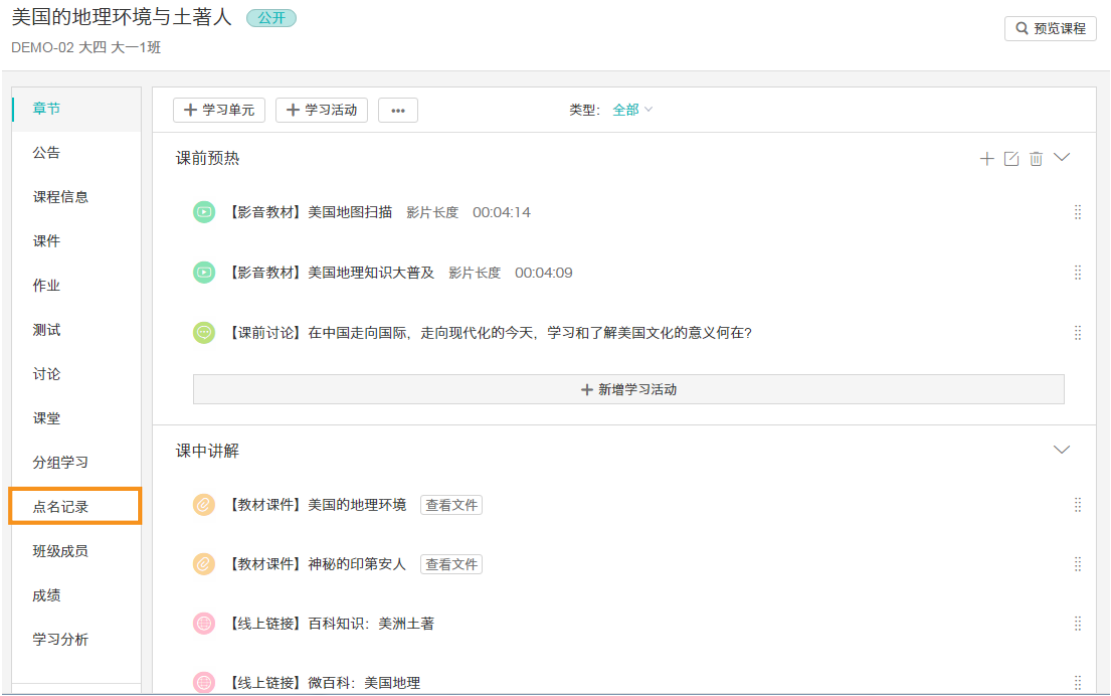 美国的地理环境与土著人 公开
预览课程
DEMO-02 大四 大一1班
章节
公告
课程信息
课件
作业
测试
讨论
课堂
分组学习
点名记录
班级成员
成绩
学习分析
学习单元 学习活动 ••• 类型： 全部
课前预热
【影音教材】美国地图扫描 影片长度 00:04:14
【影音教材】美国地理知识大普及 影片长度 00:04:09
【课前讨论】在中国走向国际，走向现代化的今天，学习和了解美国文化的意义何在?
新增学习活动
课中讲解
【教材课件】美国的地理环境 查看文件
【教材课件】神秘的印第安人 查看文件
【线上链接】百科知识：美洲土著
【线上链接】微百科：美国地理